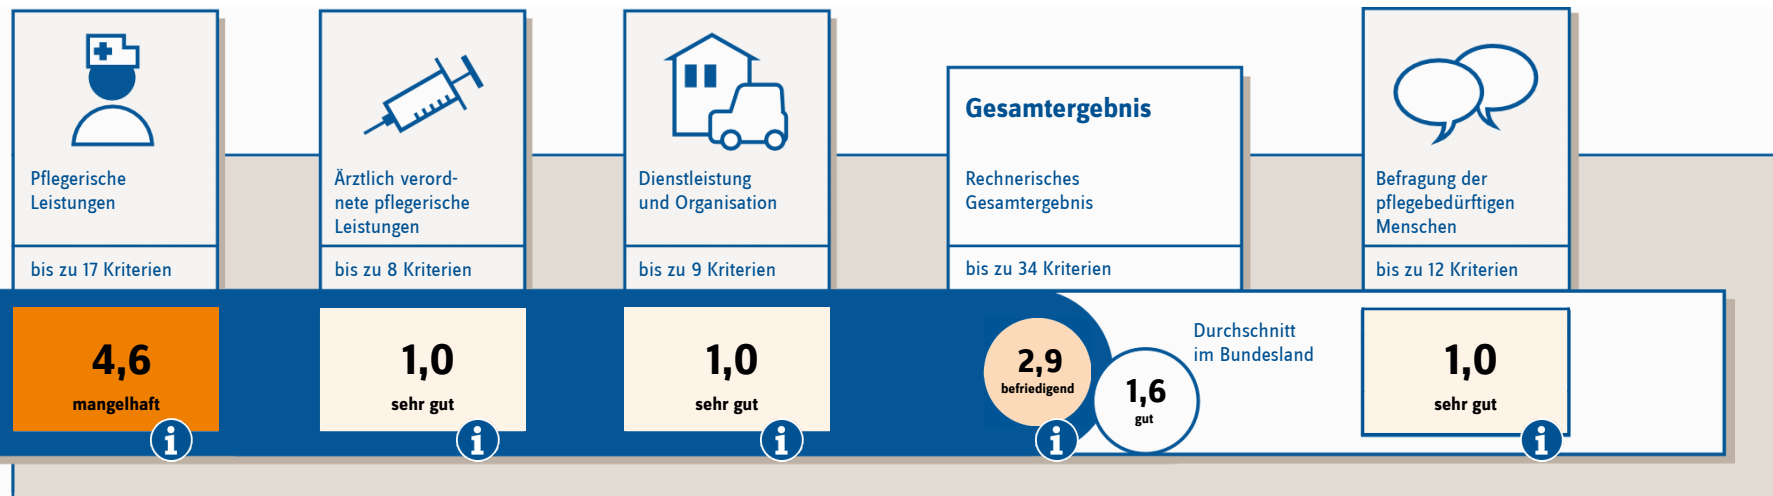 Pflegerische
Leistungen
bis zu 17 Kriterien
4,6
mangelhaft
i
Ärztlich verord-
nete pflegerische
Leistungen
bis zu 8 Kriterien
1,0
sehr gut
i
Dienstleistung
und Organisation
bis zu 9 Kriterien
1,0
sehr gut
i
Gesamtergebnis
Rechnerisches
Gesamtergebnis
bis zu 34 Kriterien
2,9
befriedigend
i
1,6
gut
Durchschnitt
im Bundesland
Befragung der
pflegebedürftigen
Menschen
bis zu 12 Kriterien
1,0
sehr gut
i